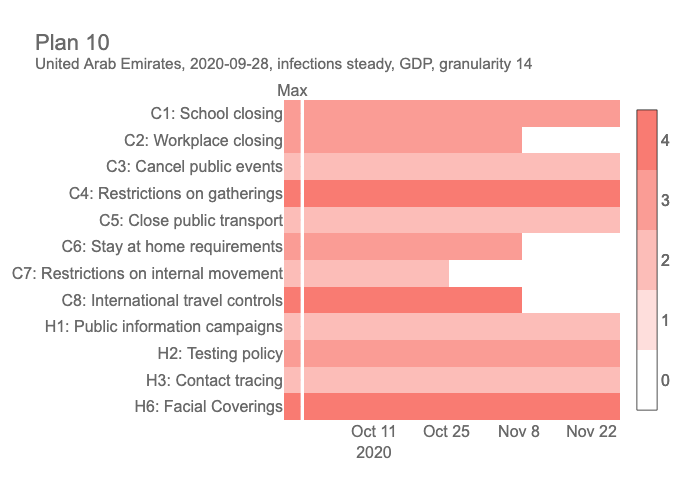 Plan 10
United Arab Emirates, 2020-09-28, infections steady, GDP, granularity 14
Max
C1: School closing
C2: Workplace closing
C3: Cancel public events
C4: Restrictions on gatherings
C5: Close public transport
C6: Stay at home requirements
C7: Restrictions on internal movement
C8: International travel controls
H1: Public information campaigns
H2: Testing policy
H3: Contact tracing
H6: Facial Coverings
Oct 11 Oct 25 Nov 8 Nov 22
2020
4
3
2
1
0